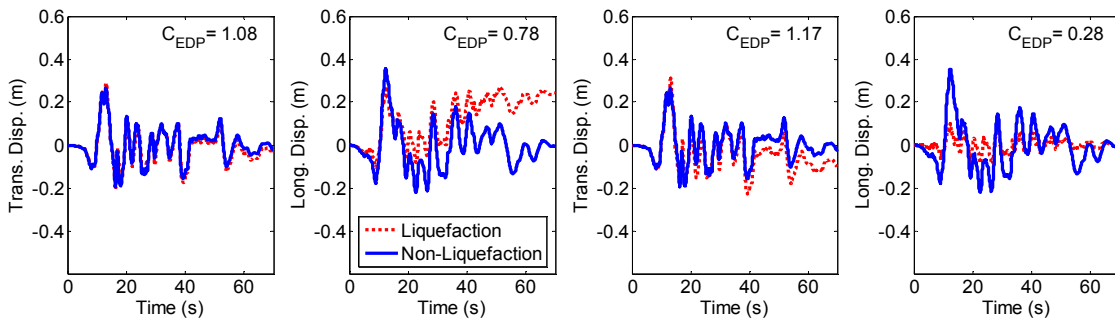 C_EDP= 1.08
0.6
0.4
0.2
0
-0.2
-0.4
Trans. Disp. (m)
0 20 40 60
Time (s)
C_EDP= 0.78
0.6
0.4
0.2
0
-0.2
-0.4
Long. Disp. (m)
Liquefaction
Non-Liquefaction
0 20 40 60
Time (s)
C_EDP= 1.17
0.6
0.4
0.2
0
-0.2
-0.4
Trans. Disp. (m)
0 20 40 60
Time (s)
C_EDP= 0.28
0.6
0.4
0.2
0
-0.2
-0.4
Long. Disp. (m)
0 20 40 60
Time (s)